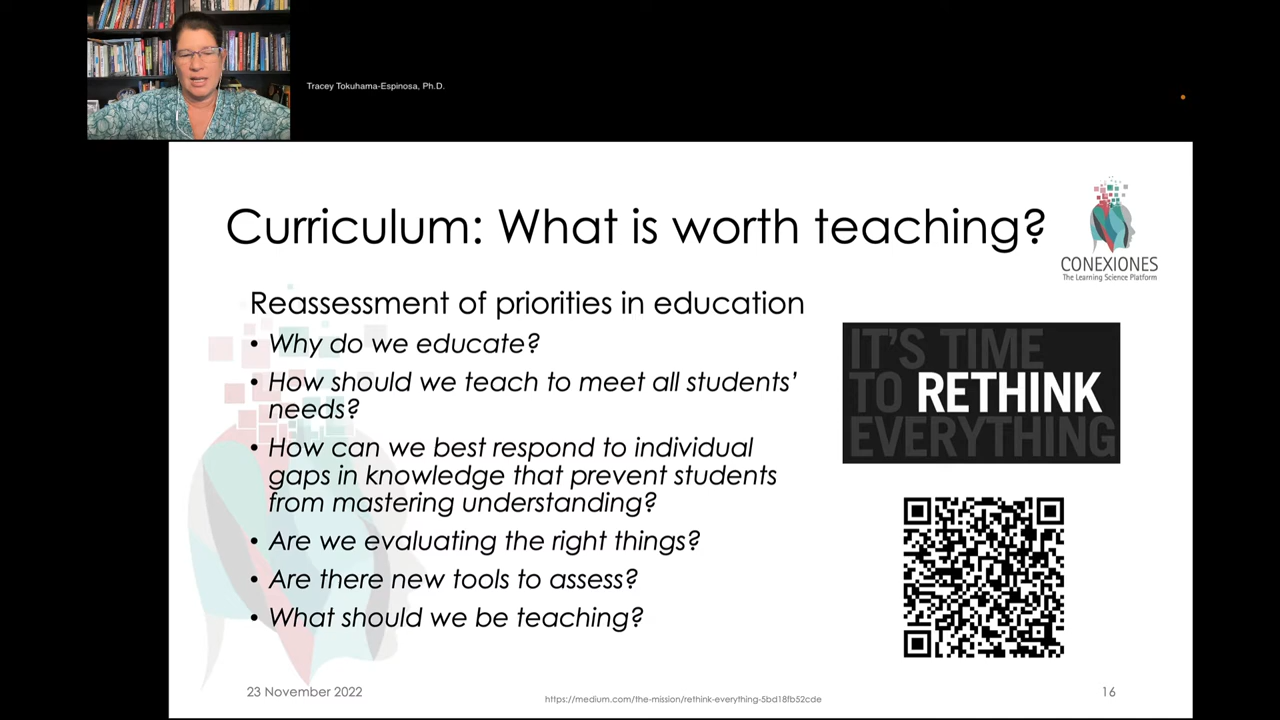 Tracey Tokuhama-Espinosa, Ph.D.
Curriculum: What is worth teaching?
CONEXIONES
The Learning Science Platform
Reassessment of priorities in education
• Why do we educate?
• How should we teach to meet all students’
needs?
• How can we best respond to individual
gaps in knowledge that prevent students
from mastering understanding?
• Are we evaluating the right things?
• Are there new tools to assess?
• What should we be teaching?
IT'S TIME
TO RETHINK
EVERYTHING
23 November 2022
https://medium.com/the-mission/rethink-everything-5bd18fb52cde
16